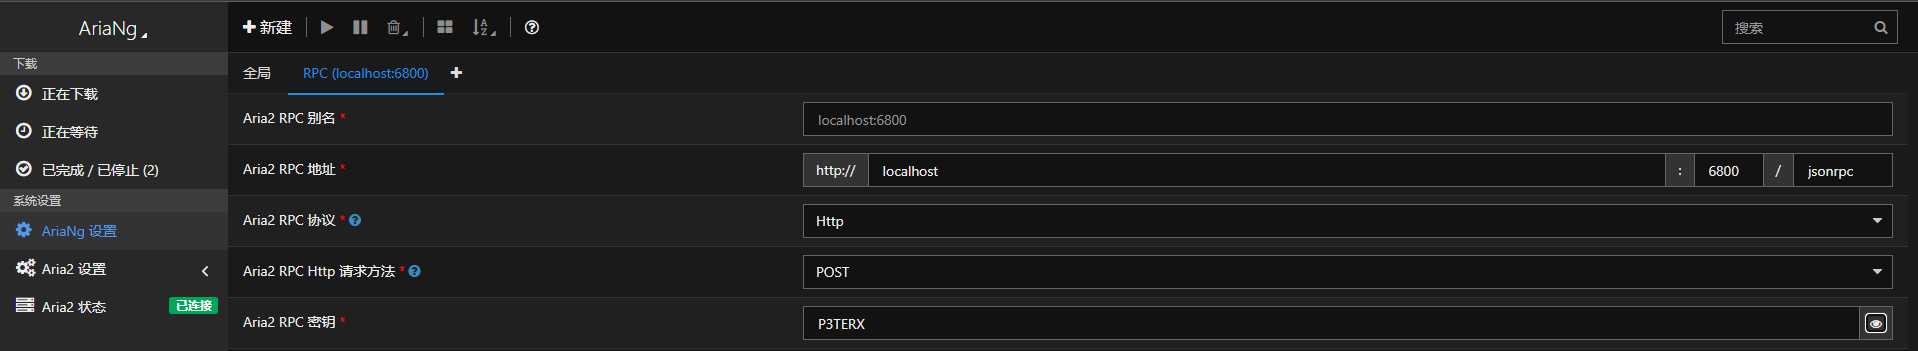 AriaNg
新建
搜索
下载
正在下载
正在等待
已完成 / 已停止 (2)
系统设置
AriaNg 设置
Aria2 设置
Aria2 状态 已连接
全局 RPC (localhost:6800)
Aria2 RPC 别名 * localhost:6800
Aria2 RPC 地址 * http:// localhost : 6800 / jsonrpc
Aria2 RPC 协议 * Http
Aria2 RPC Http 请求方法 * POST
Aria2 RPC 密钥 * P3TERX